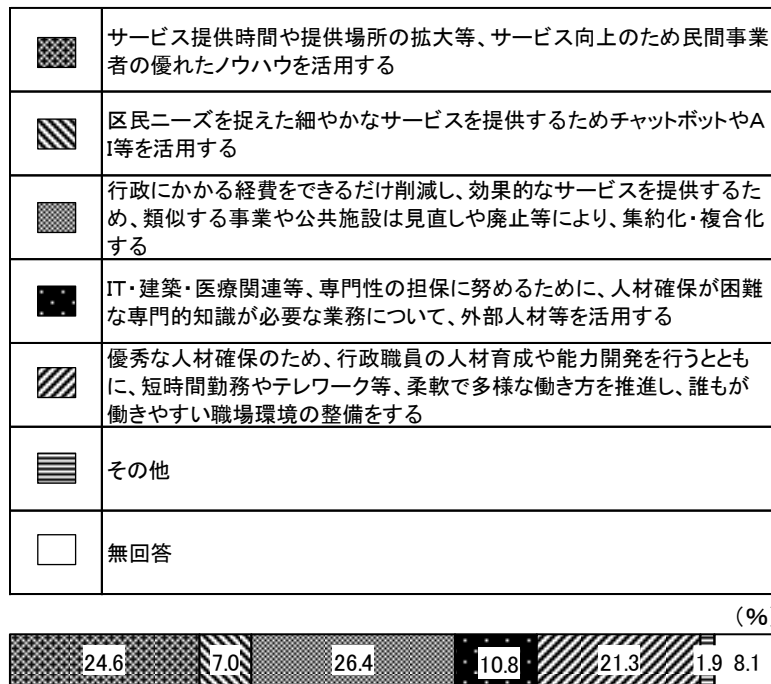 サービス提供時間や提供場所の拡大等、サービス向上のため民間事業
者の優れたノウハウを活用する
区民ニーズを捉えた細やかなサービスを提供するためチャットボットやA
I等を活用する
行政にかかる経費をできるだけ削減し、効果的なサービスを提供するた
め、類似する事業や公共施設は見直しや廃止等により、集約化・複合化
する
IT・建築・医療関連等、専門性の担保に努めるために、人材確保が困難
な専門的知識が必要な業務について、外部人材等を活用する
優秀な人材確保のため、行政職員の人材育成や能力開発を行うととも
に、短時間勤務やテレワーク等、柔軟で多様な働き方を推進し、誰もが
働きやすい職場環境の整備をする
その他
無回答
(%)
24.6 7.0 26.4 10.8 21.3 1.9 8.1